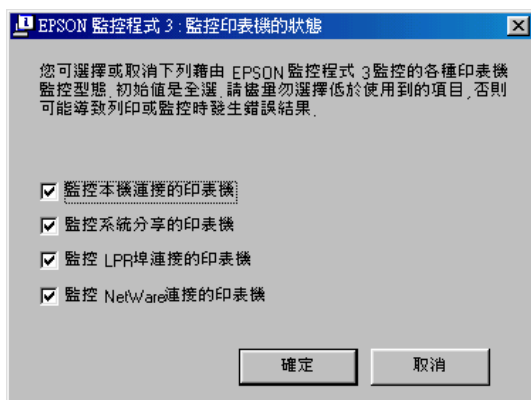 EPSON 監控程式 3 : 監控印表機的狀態
您可選擇或取消下列藉由 EPSON 監控程式 3監控的各種印表機
監控型態.初始值是全選.請儘量勿選擇低於使用到的項目,否則
可能導致列印或監控時發生錯誤結果.
監控本機連接的印表機
監控系統分享的印表機
監控 LPR埠連接的印表機
監控 NetWare連接的印表機
確定
取消